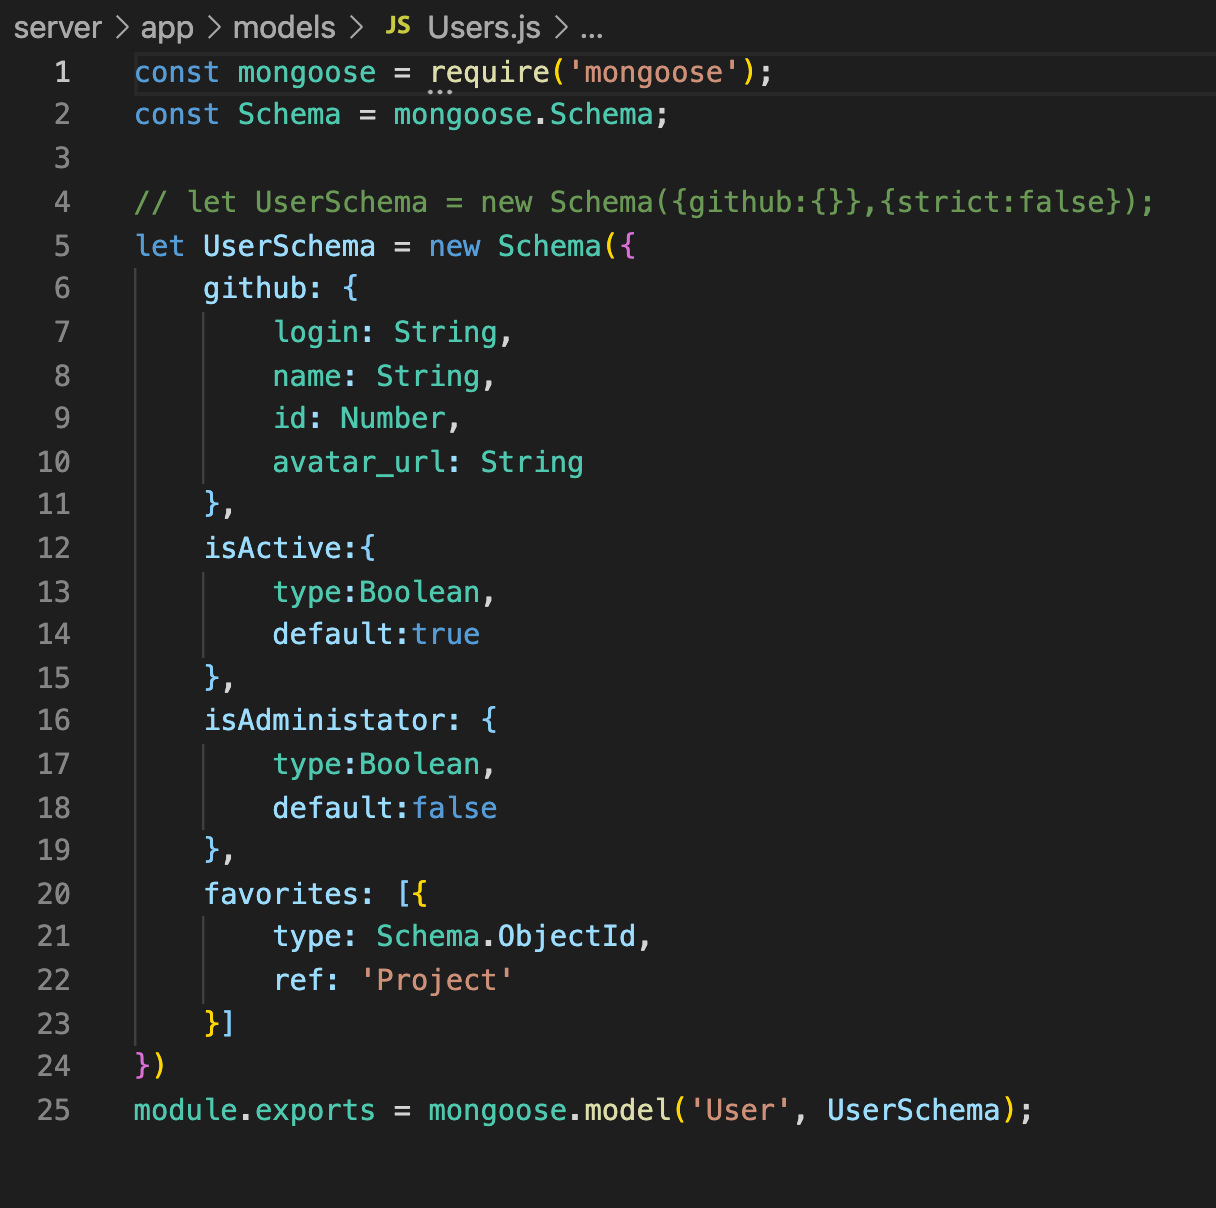 server > app > models > JS Users.js > ...
1 const mongoose = require('mongoose');
2 const Schema = mongoose.Schema;
3
4 // let UserSchema = new Schema({github:{}},{strict:false});
5 let UserSchema = new Schema({
6 github: {
7 login: String,
8 name: String,
9 id: Number,
10 avatar_url: String
11 },
12 isActive:{
13 type:Boolean,
14 default:true
15 },
16 isAdministator: {
17 type:Boolean,
18 default:false
19 },
20 favorites: [{
21 type: Schema.ObjectId,
22 ref: 'Project'
23 }]
24 })
25 module.exports = mongoose.model('User', UserSchema);